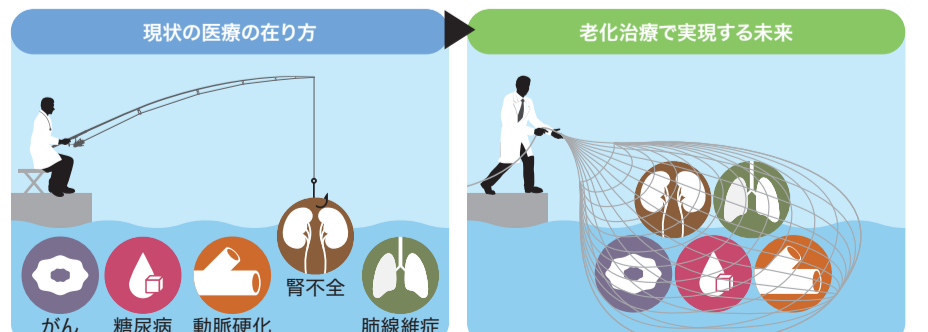 現状の医療の在り方
老化治療で実現する未来
腎不全
がん
糖尿病
動脈硬化
肺線維症